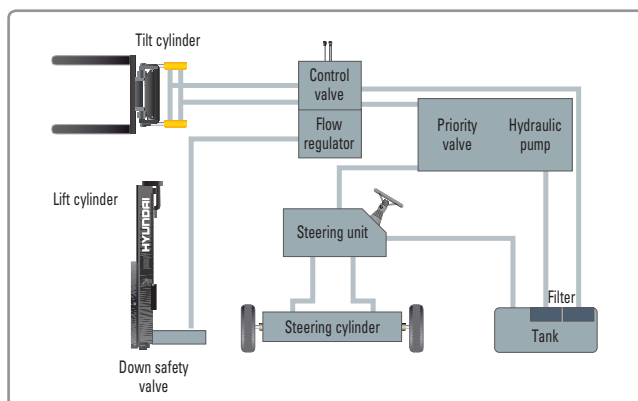 Tilt cylinder
Control
valve
Flow
regulator
Priority
valve
Hydraulic
pump
Lift cylinder
HYUNDAI
Steering unit
Filter
Steering cylinder
Tank
Down safety
valve